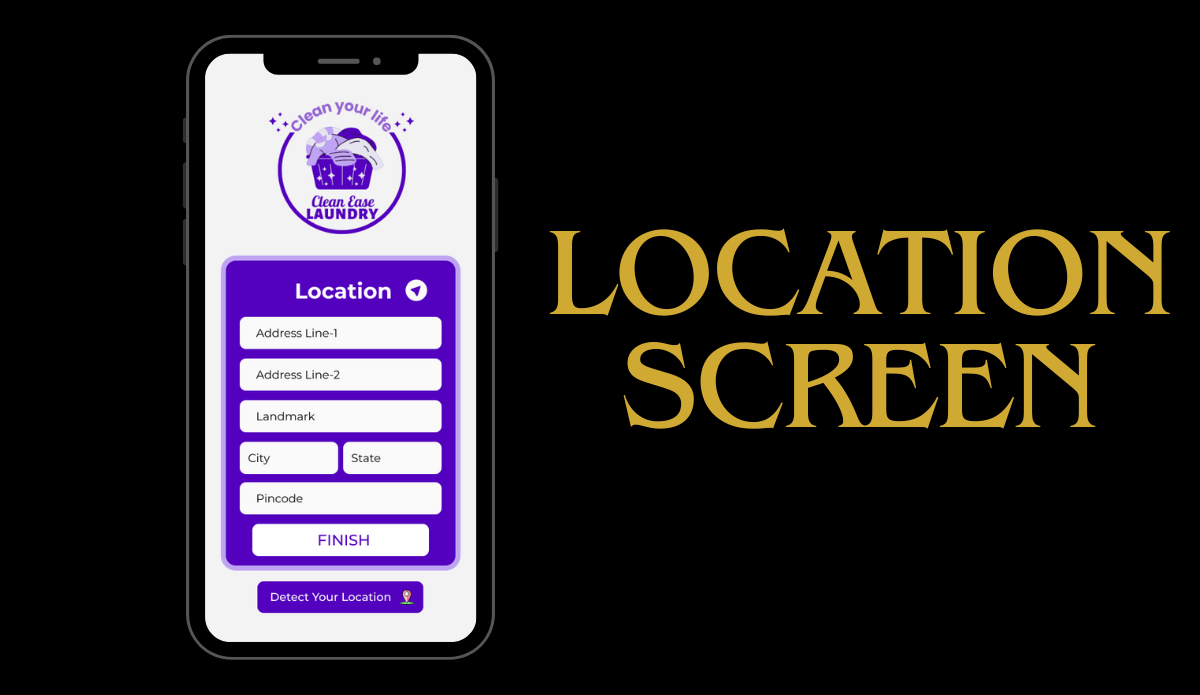 Clean your life
Clean Ease
LAUNDRY
Location
Address Line-1
Address Line-2
Landmark
City State
Pincode
FINISH
Detect Your Location
LOCATION
SCREEN